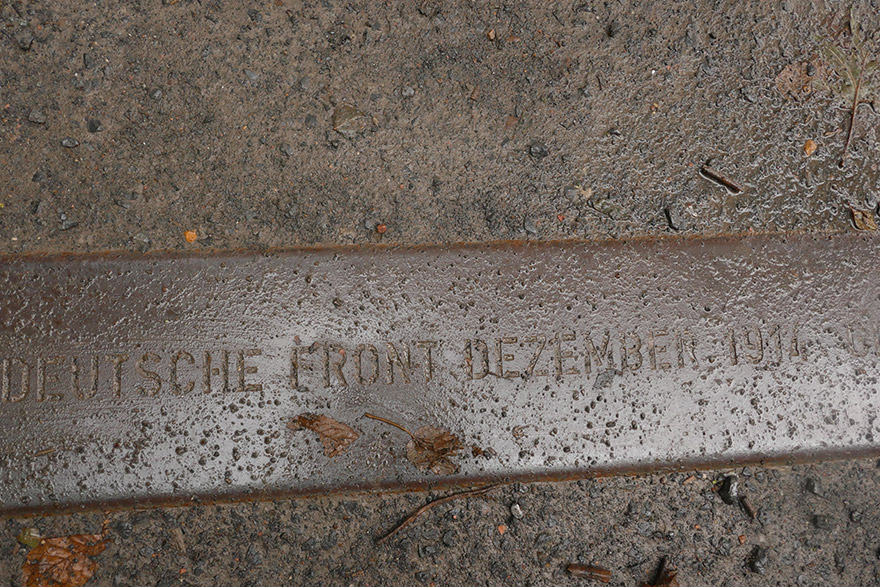 DEUTSCHE FRONT DEZEMBER 1914